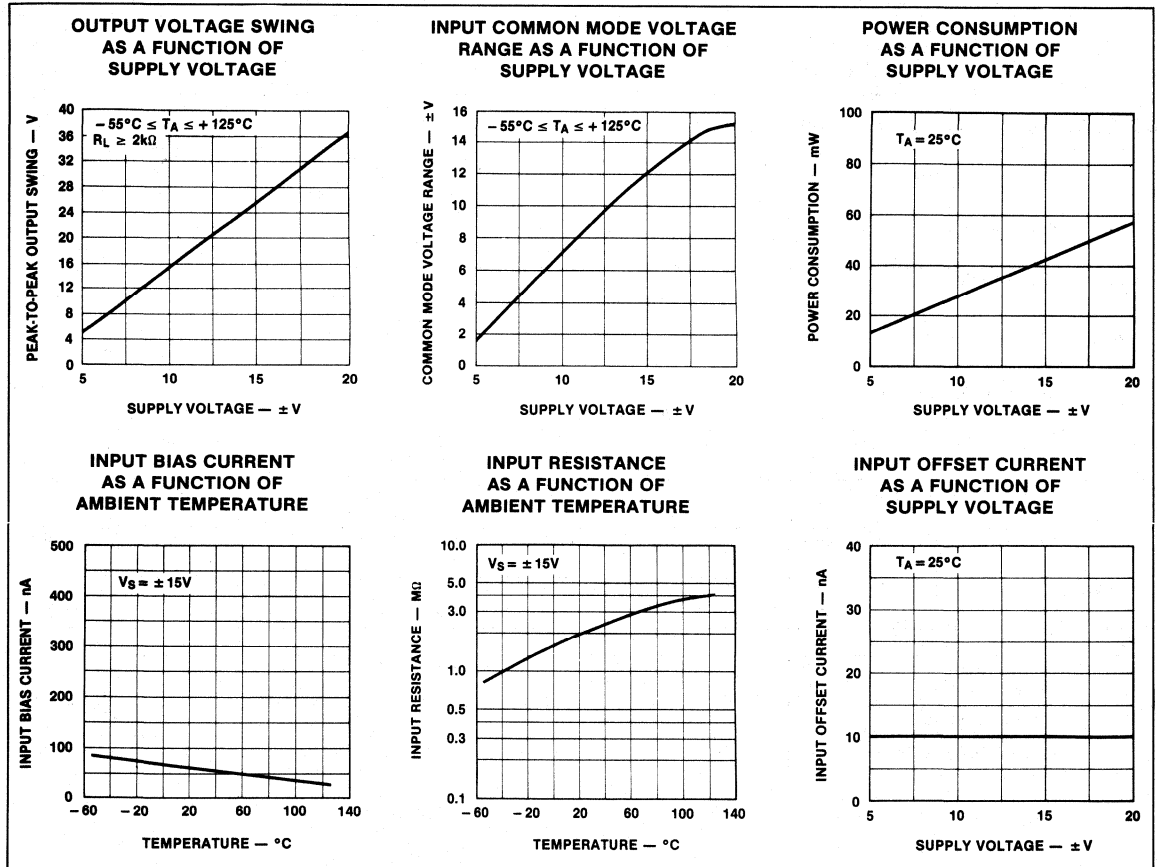 OUTPUT VOLTAGE SWING
AS A FUNCTION OF
SUPPLY VOLTAGE
PEAK-TO-PEAK OUTPUT SWING — V
40
36
32
28
24
20
16
12
8
4
0
−55°C ≤ TA ≤ +125°C
RL ≥ 2kΩ
5
10
15
20
SUPPLY VOLTAGE — ± V
INPUT COMMON MODE VOLTAGE
RANGE AS A FUNCTION OF
SUPPLY VOLTAGE
COMMON MODE VOLTAGE RANGE — ± V
16
14
12
10
8
6
4
2
0
−55°C ≤ TA ≤ +125°C
5
10
15
20
SUPPLY VOLTAGE — ± V
POWER CONSUMPTION
AS A FUNCTION OF
SUPPLY VOLTAGE
POWER CONSUMPTION — mW
100
80
60
40
20
0
TA = 25°C
5
10
15
20
SUPPLY VOLTAGE — ± V
INPUT BIAS CURRENT
AS A FUNCTION OF
AMBIENT TEMPERATURE
INPUT BIAS CURRENT — nA
500
400
300
200
100
0
VS = ± 15V
−60
−20
20
60
100
140
TEMPERATURE — °C
INPUT RESISTANCE
AS A FUNCTION OF
AMBIENT TEMPERATURE
INPUT RESISTANCE — MΩ
10.0
5.0
3.0
1.0
0.5
0.3
0.1
VS = ± 15V
−60
−20
20
60
100
140
TEMPERATURE — °C
INPUT OFFSET CURRENT
AS A FUNCTION OF
SUPPLY VOLTAGE
INPUT OFFSET CURRENT — nA
40
30
20
10
0
TA = 25°C
5
10
15
20
SUPPLY VOLTAGE — ± V